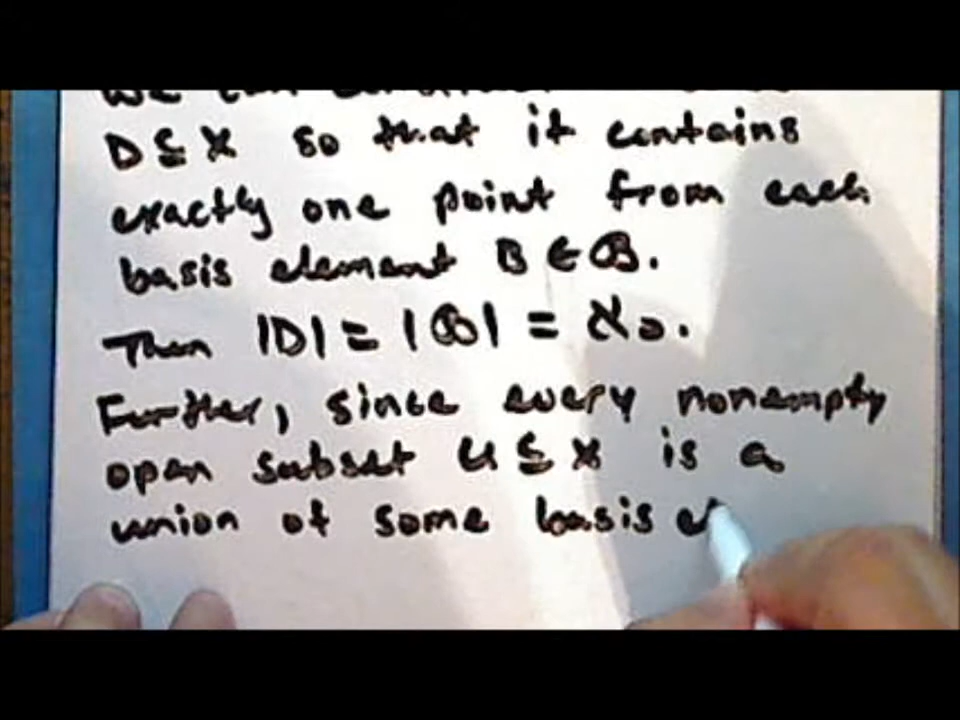 D ⊆ X so that it contains
exactly one point from each
basis element B ∈ ℬ.
Then |D| = |ℬ| = ℵ₀.
Further, since every nonempty
open subset U ⊆ X is a
union of some basis